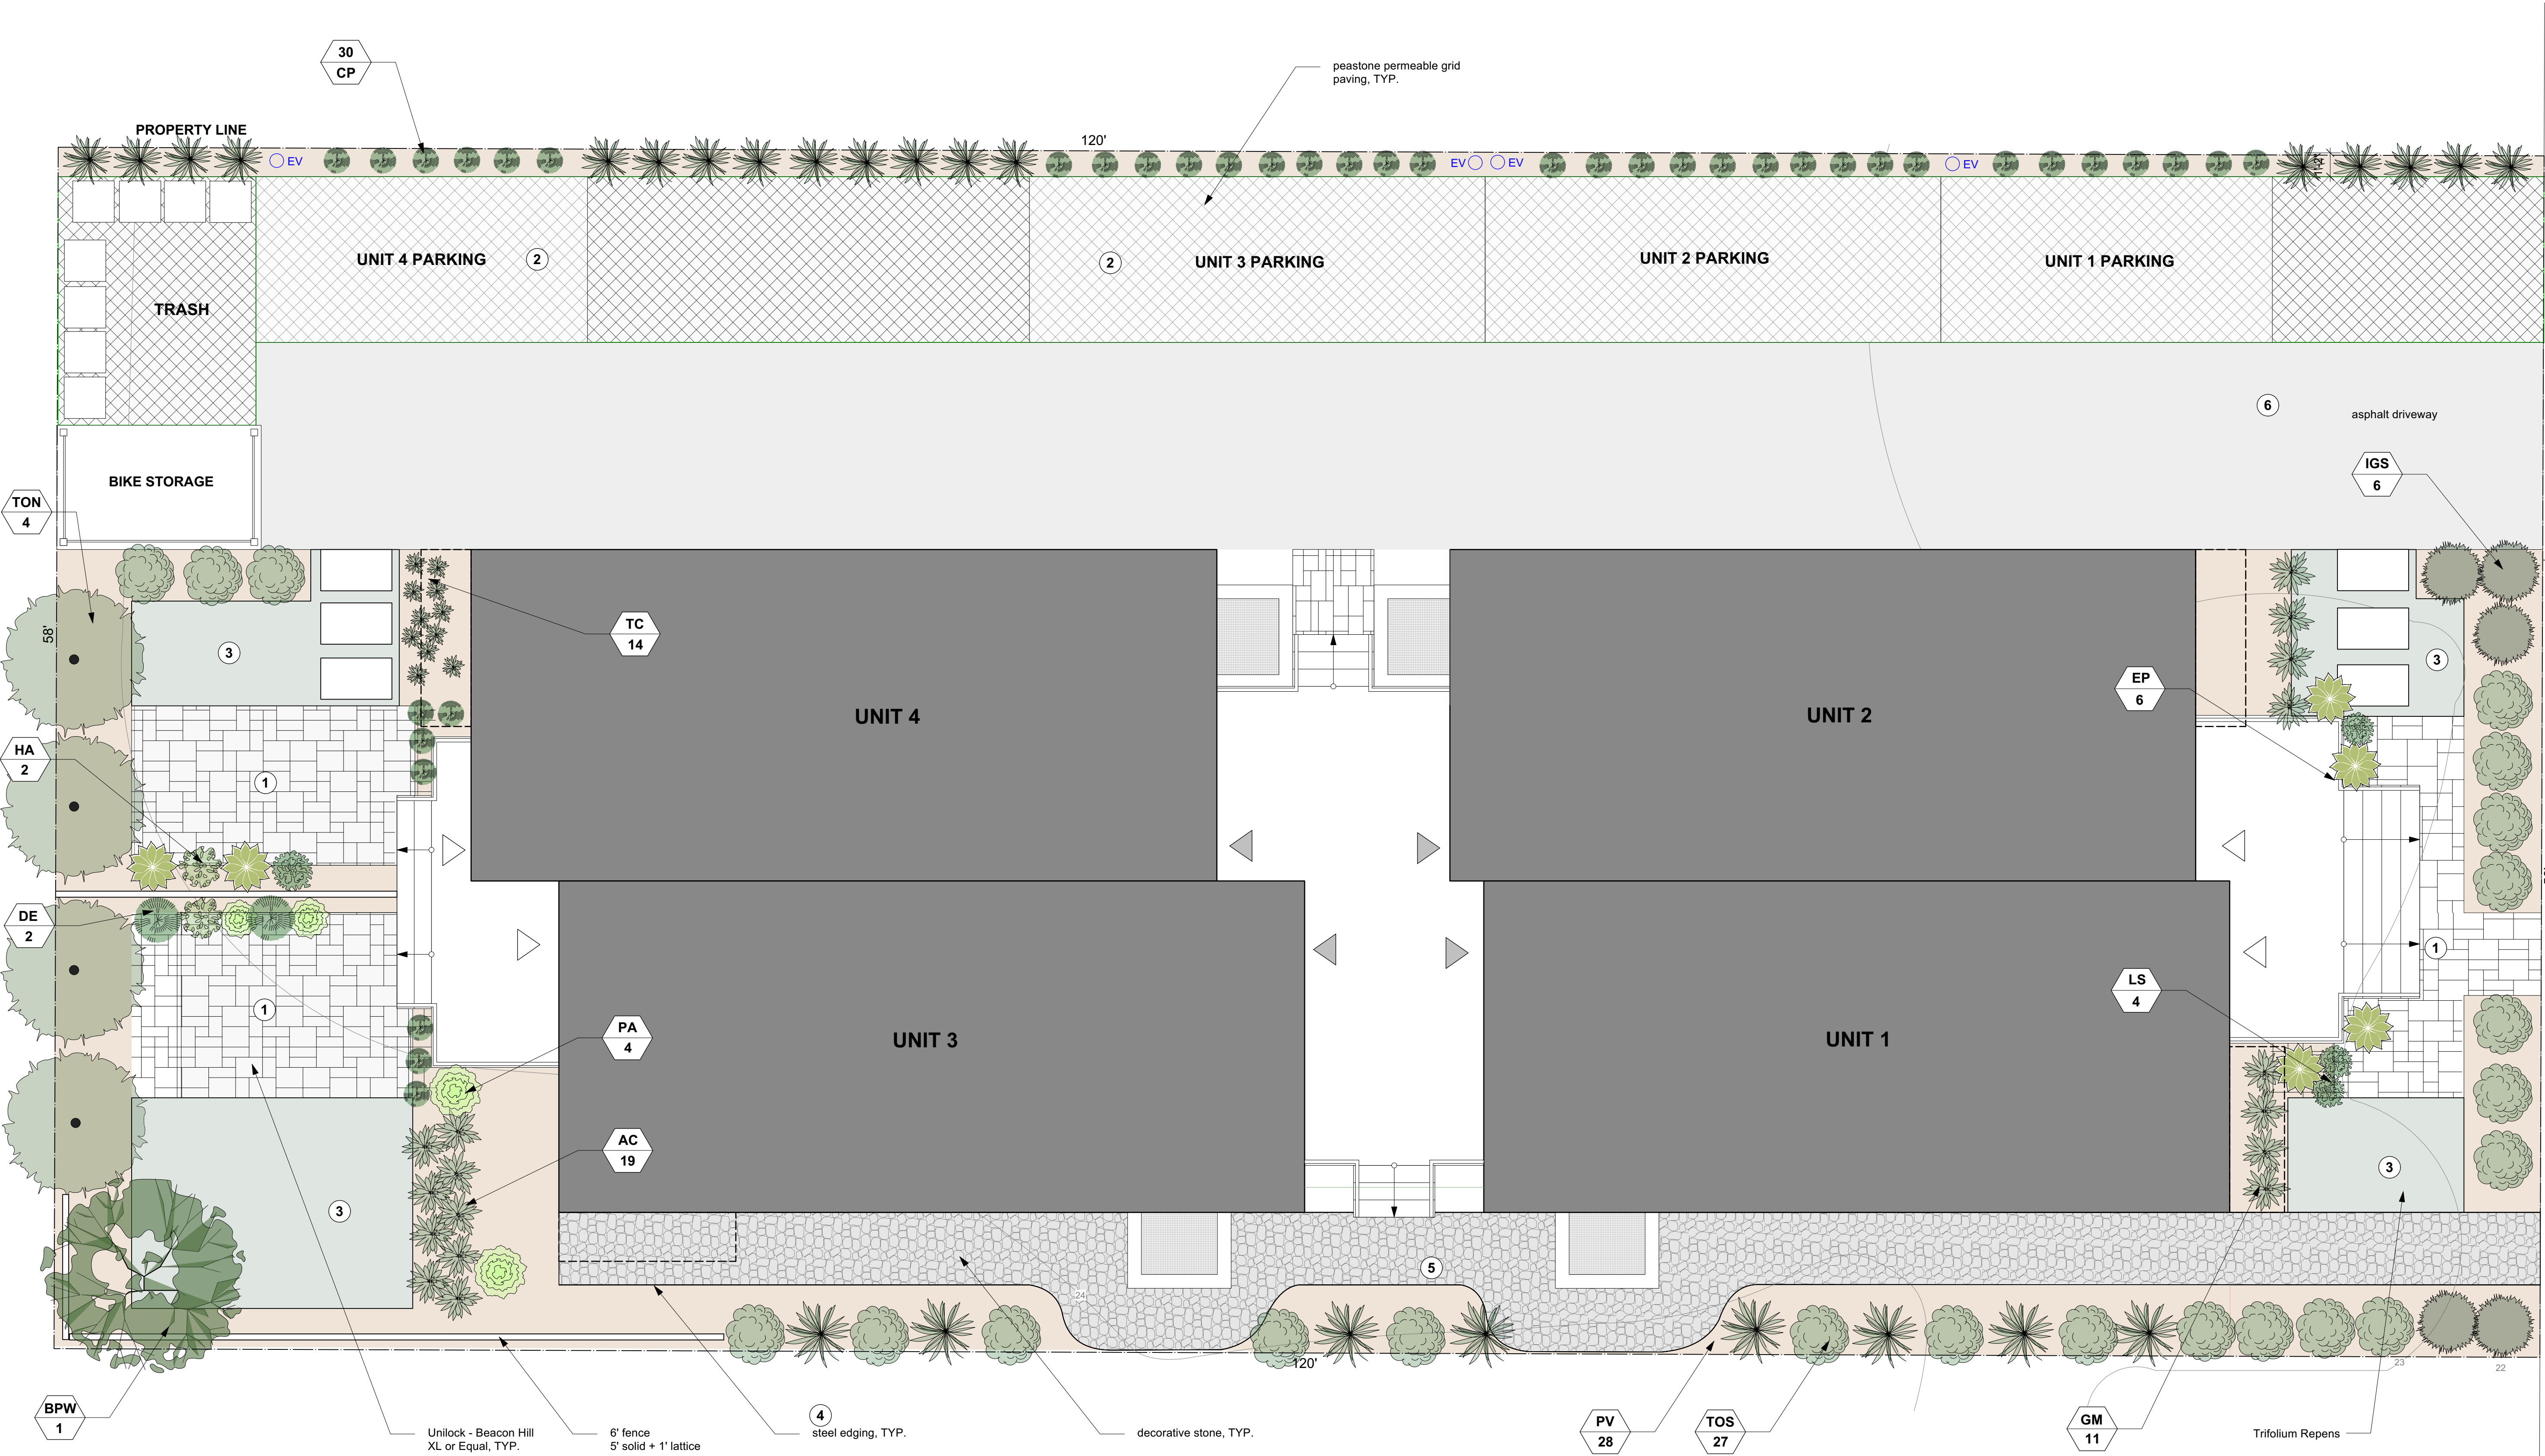 30
CP
peastone permeable grid
paving, TYP.
PROPERTY LINE
120'
EV
EV
EV
EV
UNIT 4 PARKING
2
2
UNIT 3 PARKING
UNIT 2 PARKING
UNIT 1 PARKING
TRASH
6
asphalt driveway
BIKE STORAGE
IGS
6
TON
4
58'
3
TC
14
3
EP
6
UNIT 4
UNIT 2
HA
2
1
DE
2
1
1
LS
4
PA
4
UNIT 3
UNIT 1
AC
19
3
3
5
24
120'
23
22
BPW
1
Unilock - Beacon Hill
XL or Equal, TYP.
6' fence
5' solid + 1' lattice
4
steel edging, TYP.
decorative stone, TYP.
PV
28
TOS
27
GM
11
Trifolium Repens